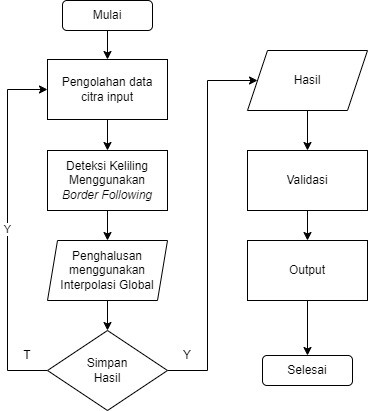 Mulai
Pengolahan data
citra input
Deteksi Keliling
Menggunakan
Border Following
Penghalusan
menggunakan
Interpolasi Global
Simpan
Hasil
T
Y
Y
Hasil
Validasi
Output
Selesai